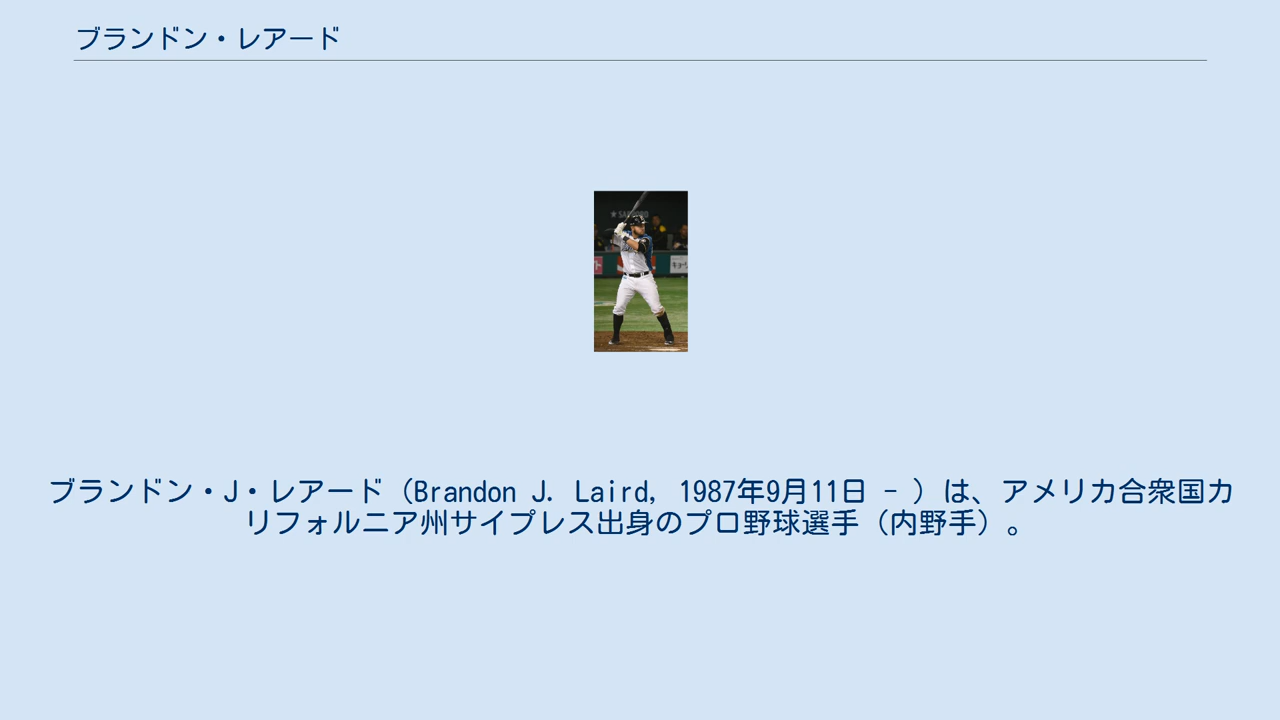 ブランドン・レアード
ブランドン・J・レアード（Brandon J. Laird, 1987年9月11日 - ）は、アメリカ合衆国カ
リフォルニア州サイプレス出身のプロ野球選手（内野手）。